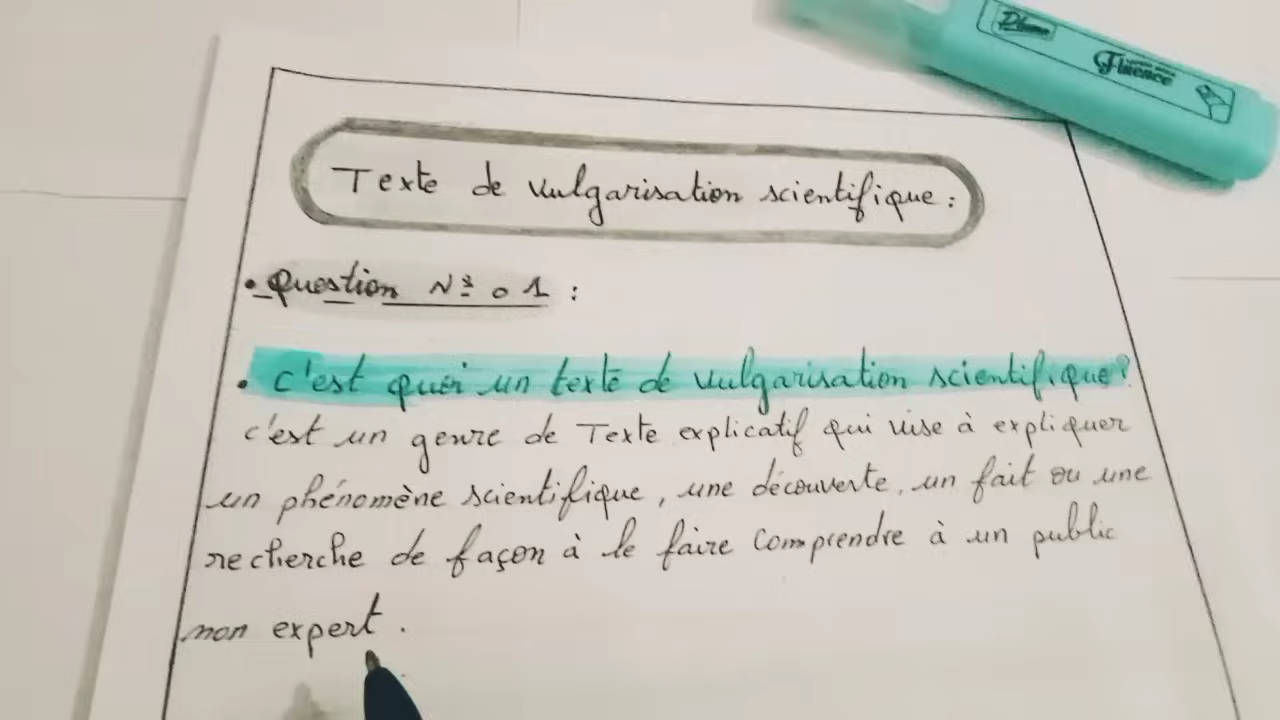 Plume
Fluence
Texte de vulgarisation scientifique :
• Question N° 01 :
• c'est quoi un texte de vulgarisation scientifique?
c'est un genre de Texte explicatif qui vise à expliquer
un phénomène scientifique, une découverte, un fait ou une
recherche de façon à le faire comprendre à un public
non expert.